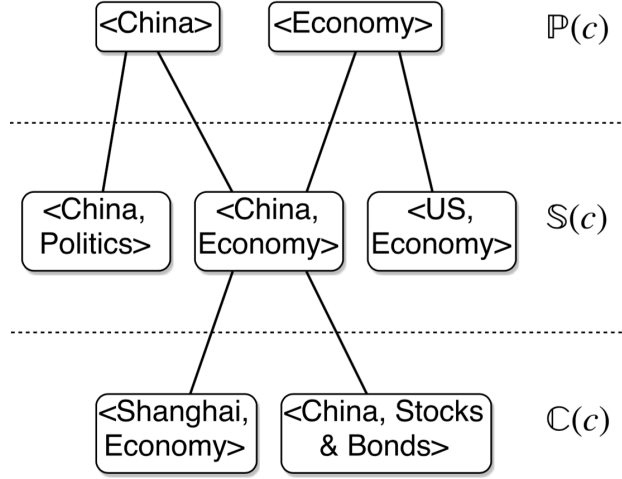 <China>
<Economy>
ℙ(c)
<China,
Politics>
<China,
Economy>
<US,
Economy>
𝕊(c)
<Shanghai,
Economy>
<China, Stocks
& Bonds>
ℂ(c)